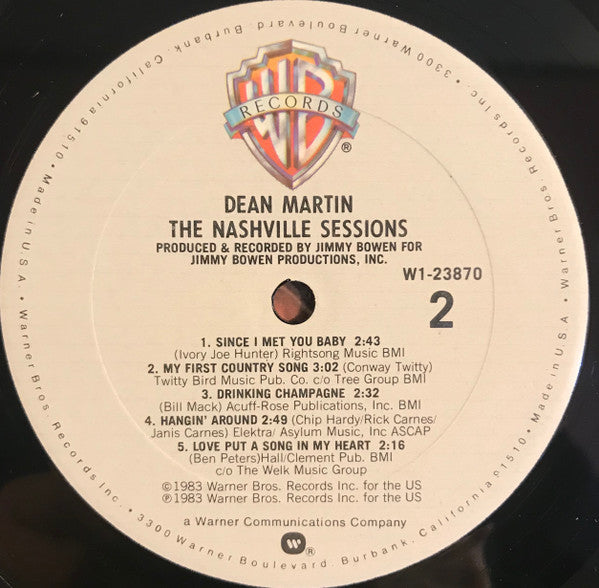 WB
RECORDS
®
DEAN MARTIN
THE NASHVILLE SESSIONS
PRODUCED & RECORDED BY JIMMY BOWEN FOR
JIMMY BOWEN PRODUCTIONS, INC.
W1-23870
2
1. SINCE I MET YOU BABY 2:43
(Ivory Joe Hunter) Rightsong Music BMI
2. MY FIRST COUNTRY SONG 3:02 (Conway Twitty)
Twitty Bird Music Pub. Co. c/o Tree Group BMI
3. DRINKING CHAMPAGNE 2:32
(Bill Mack) Acuff-Rose Publications, Inc. BMI
4. HANGIN' AROUND 2:49 (Chip Hardy/Rick Carnes/
Janis Carnes) Elektra/ Asylum Music, Inc ASCAP
5. LOVE PUT A SONG IN MY HEART 2:16
(Ben Peters)Hall/Clement Pub. BMI
c/o The Welk Music Group
©1983 Warner Bros. Records Inc. for the US
℗1983 Warner Bros. Records Inc. for the US
a Warner Communications Company
®
Made in U.S.A. • Warner Bros. Records Inc. • 3300 Warner Boulevard, Burbank, California 91510 • Made in U.S.A. • Warner Bros. Records Inc. • 3300 Warner Boulevard, Burbank, California 91510 •